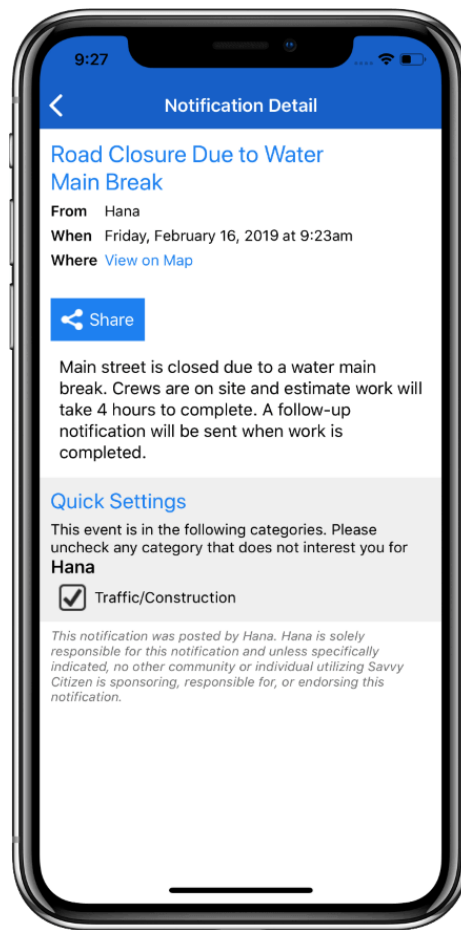 9:27
Notification Detail
Road Closure Due to Water
Main Break
From Hana
When Friday, February 16, 2019 at 9:23am
Where View on Map
Share
Main street is closed due to a water main
break. Crews are on site and estimate work will
take 4 hours to complete. A follow-up
notification will be sent when work is
completed.
Quick Settings
This event is in the following categories. Please
uncheck any category that does not interest you for
Hana
Traffic/Construction
This notification was posted by Hana. Hana is solely
responsible for this notification and unless specifically
indicated, no other community or individual utilizing Savvy
Citizen is sponsoring, responsible for, or endorsing this
notification.